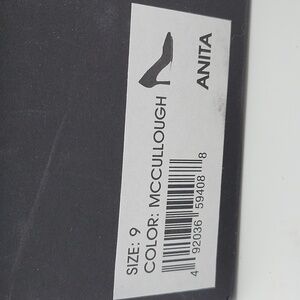 ANITA
SIZE: 9
COLOR: MCCULLOUGH
4 92036 59408 8